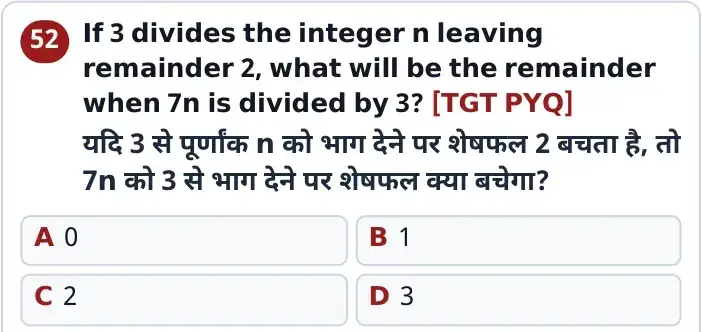 52 If 3 divides the integer n leaving
remainder 2, what will be the remainder
when 7n is divided by 3? [TGT PYQ]
यदि 3 से पूर्णांक n को भाग देने पर शेषफल 2 बचता है, तो
7n को 3 से भाग देने पर शेषफल क्या बचेगा?
A 0
B 1
C 2
D 3